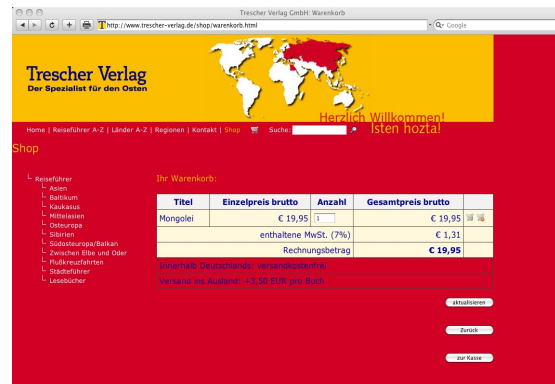 Trescher Verlag GmbH: Warenkorb
http://www.trescher-verlag.de/shop/warenkorb.html
Google
Trescher Verlag
Der Spezialist für den Osten
Herzlich Willkommen!
Isten hozta!
Home | Reiseführer A-Z | Länder A-Z | Regionen | Kontakt | Shop Suche:
Shop
Reiseführer
Asien
Baltikum
Kaukasus
Mittelasien
Osteuropa
Sibirien
Südosteuropa/Balkan
Zwischen Elbe und Oder
Flußkreuzfahrten
Städteführer
Lesebücher
Ihr Warenkorb:
Titel Einzelpreis brutto Anzahl Gesamtpreis brutto
Mongolei € 19,95 1 € 19,95
enthaltene MwSt. (7%) € 1,31
Rechnungsbetrag € 19,95
Innerhalb Deutschlands: versandkostenfrei
Versand ins Ausland: +3,50 EUR pro Buch
aktualisieren
Zurück
zur Kasse